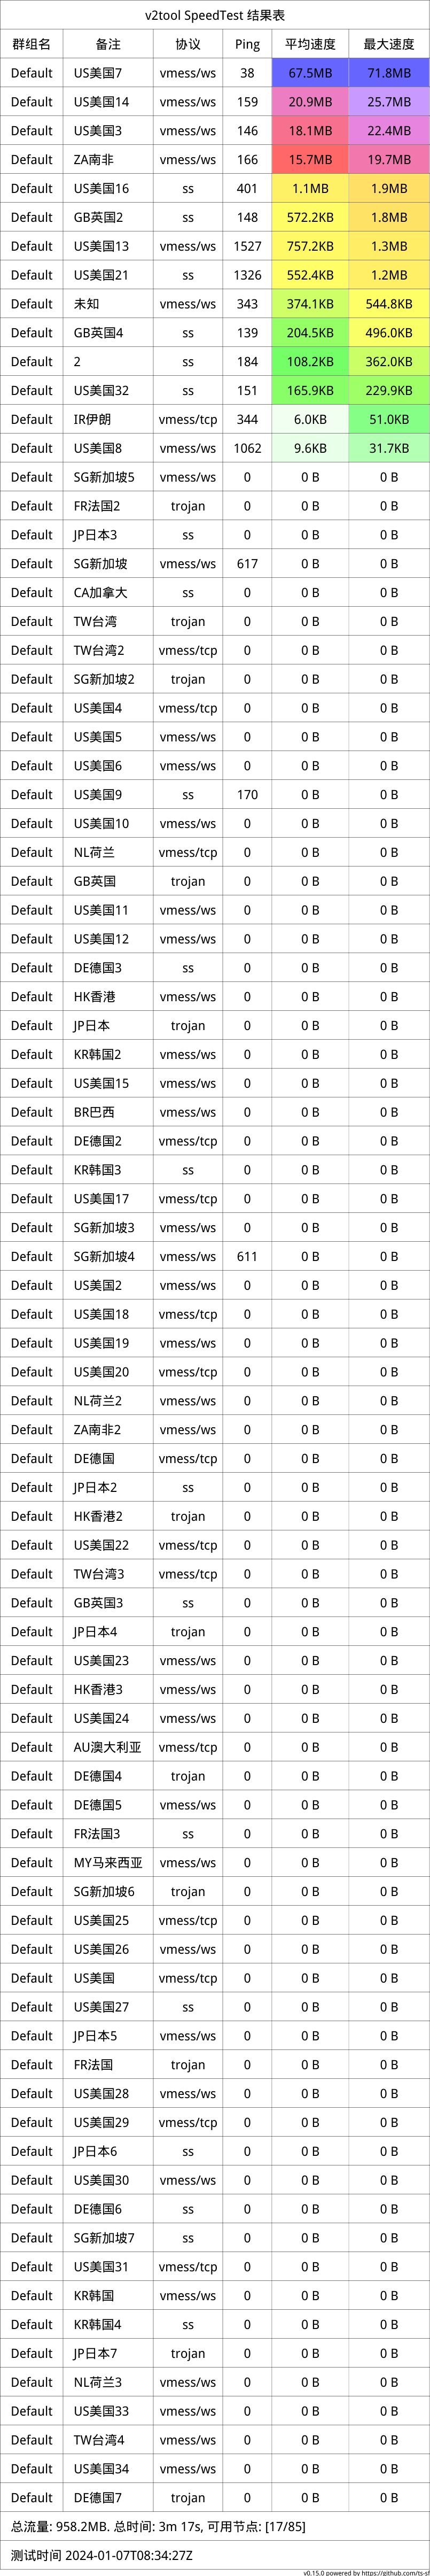 v2tool SpeedTest 结果表
群组名 备注 协议 Ping 平均速度 最大速度
Default US美国7 vmess/ws 38 67.5MB 71.8MB
Default US美国14 vmess/ws 159 20.9MB 25.7MB
Default US美国3 vmess/ws 146 18.1MB 22.4MB
Default ZA南非 vmess/ws 166 15.7MB 19.7MB
Default US美国16 ss 401 1.1MB 1.9MB
Default GB英国2 ss 148 572.2KB 1.8MB
Default US美国13 vmess/ws 1527 757.2KB 1.3MB
Default US美国21 ss 1326 552.4KB 1.2MB
Default 未知 vmess/ws 343 374.1KB 544.8KB
Default GB英国4 ss 139 204.5KB 496.0KB
Default 2 ss 184 108.2KB 362.0KB
Default US美国32 ss 151 165.9KB 229.9KB
Default IR伊朗 vmess/tcp 344 6.0KB 51.0KB
Default US美国8 vmess/ws 1062 9.6KB 31.7KB
Default SG新加坡5 vmess/ws 0 0 B 0 B
Default FR法国2 trojan 0 0 B 0 B
Default JP日本3 ss 0 0 B 0 B
Default SG新加坡 vmess/ws 617 0 B 0 B
Default CA加拿大 ss 0 0 B 0 B
Default TW台湾 trojan 0 0 B 0 B
Default TW台湾2 vmess/tcp 0 0 B 0 B
Default SG新加坡2 trojan 0 0 B 0 B
Default US美国4 vmess/tcp 0 0 B 0 B
Default US美国5 vmess/ws 0 0 B 0 B
Default US美国6 vmess/ws 0 0 B 0 B
Default US美国9 ss 170 0 B 0 B
Default US美国10 vmess/ws 0 0 B 0 B
Default NL荷兰 vmess/tcp 0 0 B 0 B
Default GB英国 trojan 0 0 B 0 B
Default US美国11 vmess/ws 0 0 B 0 B
Default US美国12 vmess/ws 0 0 B 0 B
Default DE德国3 ss 0 0 B 0 B
Default HK香港 vmess/ws 0 0 B 0 B
Default JP日本 trojan 0 0 B 0 B
Default KR韩国2 vmess/ws 0 0 B 0 B
Default US美国15 vmess/ws 0 0 B 0 B
Default BR巴西 vmess/ws 0 0 B 0 B
Default DE德国2 vmess/tcp 0 0 B 0 B
Default KR韩国3 ss 0 0 B 0 B
Default US美国17 vmess/tcp 0 0 B 0 B
Default SG新加坡3 vmess/ws 0 0 B 0 B
Default SG新加坡4 vmess/ws 611 0 B 0 B
Default US美国2 vmess/ws 0 0 B 0 B
Default US美国18 vmess/tcp 0 0 B 0 B
Default US美国19 vmess/ws 0 0 B 0 B
Default US美国20 vmess/tcp 0 0 B 0 B
Default NL荷兰2 vmess/ws 0 0 B 0 B
Default ZA南非2 vmess/ws 0 0 B 0 B
Default DE德国 vmess/tcp 0 0 B 0 B
Default JP日本2 ss 0 0 B 0 B
Default HK香港2 trojan 0 0 B 0 B
Default US美国22 vmess/tcp 0 0 B 0 B
Default TW台湾3 vmess/tcp 0 0 B 0 B
Default GB英国3 ss 0 0 B 0 B
Default JP日本4 trojan 0 0 B 0 B
Default US美国23 vmess/ws 0 0 B 0 B
Default HK香港3 vmess/ws 0 0 B 0 B
Default US美国24 vmess/ws 0 0 B 0 B
Default AU澳大利亚 vmess/tcp 0 0 B 0 B
Default DE德国4 trojan 0 0 B 0 B
Default DE德国5 vmess/ws 0 0 B 0 B
Default FR法国3 ss 0 0 B 0 B
Default MY马来西亚 vmess/ws 0 0 B 0 B
Default SG新加坡6 trojan 0 0 B 0 B
Default US美国25 vmess/tcp 0 0 B 0 B
Default US美国26 vmess/ws 0 0 B 0 B
Default US美国 vmess/tcp 0 0 B 0 B
Default US美国27 ss 0 0 B 0 B
Default JP日本5 vmess/ws 0 0 B 0 B
Default FR法国 trojan 0 0 B 0 B
Default US美国28 vmess/ws 0 0 B 0 B
Default US美国29 vmess/tcp 0 0 B 0 B
Default JP日本6 ss 0 0 B 0 B
Default US美国30 vmess/ws 0 0 B 0 B
Default DE德国6 ss 0 0 B 0 B
Default SG新加坡7 ss 0 0 B 0 B
Default US美国31 vmess/tcp 0 0 B 0 B
Default KR韩国 vmess/ws 0 0 B 0 B
Default KR韩国4 ss 0 0 B 0 B
Default JP日本7 trojan 0 0 B 0 B
Default NL荷兰3 vmess/ws 0 0 B 0 B
Default US美国33 vmess/ws 0 0 B 0 B
Default TW台湾4 vmess/ws 0 0 B 0 B
Default US美国34 vmess/ws 0 0 B 0 B
Default DE德国7 trojan 0 0 B 0 B
总流量: 958.2MB. 总时间: 3m 17s, 可用节点: [17/85]
测试时间 2024-01-07T08:34:27Z
v0.15.0 powered by https://github.com/ts-sf